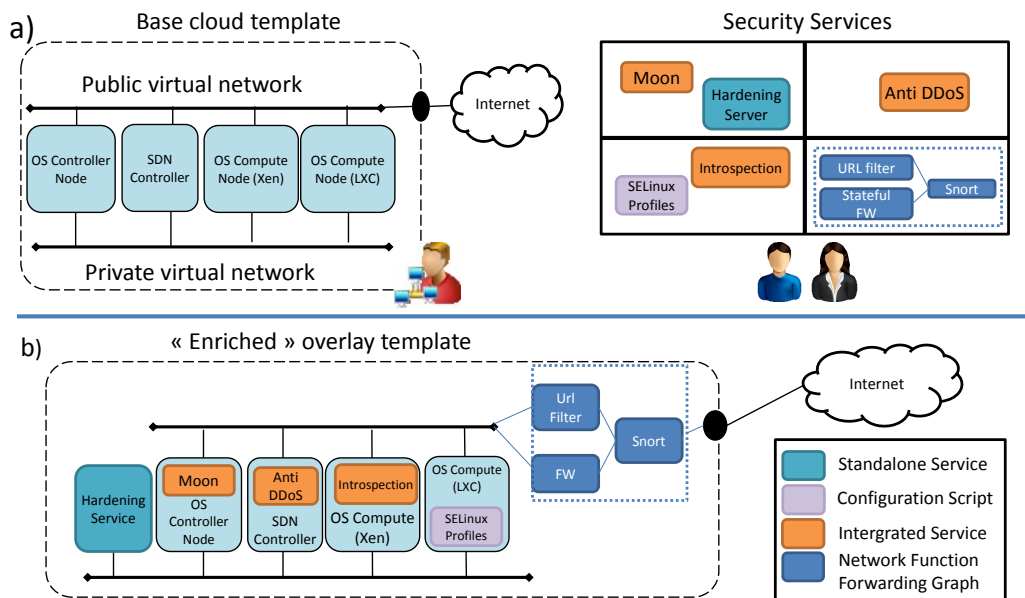 a)
Base cloud template
Public virtual network
Internet
OS Controller
Node
SDN
Controller
OS Compute
Node (Xen)
OS Compute
Node (LXC)
Private virtual network
Security Services
Moon
Hardening
Server
Anti DDoS
SELinux
Profiles
Introspection
URL filter
Stateful
FW
Snort
b)
« Enriched » overlay template
Internet
Url
Filter
FW
Snort
Hardening
Service
Moon
OS
Controller
Node
Anti
DDoS
SDN
Controller
Introspection
OS Compute
(Xen)
OS Compute
(LXC)
SELinux
Profiles
Standalone Service
Configuration Script
Intergrated Service
Network Function
Forwarding Graph